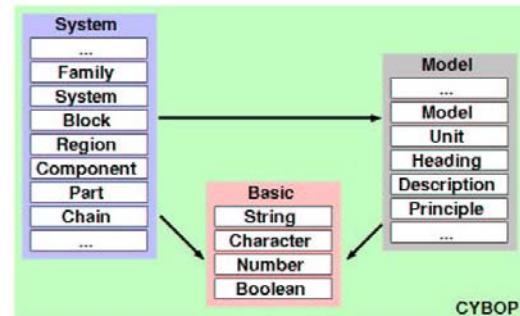 System
...
Family
System
Block
Region
Component
Part
Chain
...
Model
...
Model
Unit
Heading
Description
Principle
...
Basic
String
Character
Number
Boolean
CYBOP